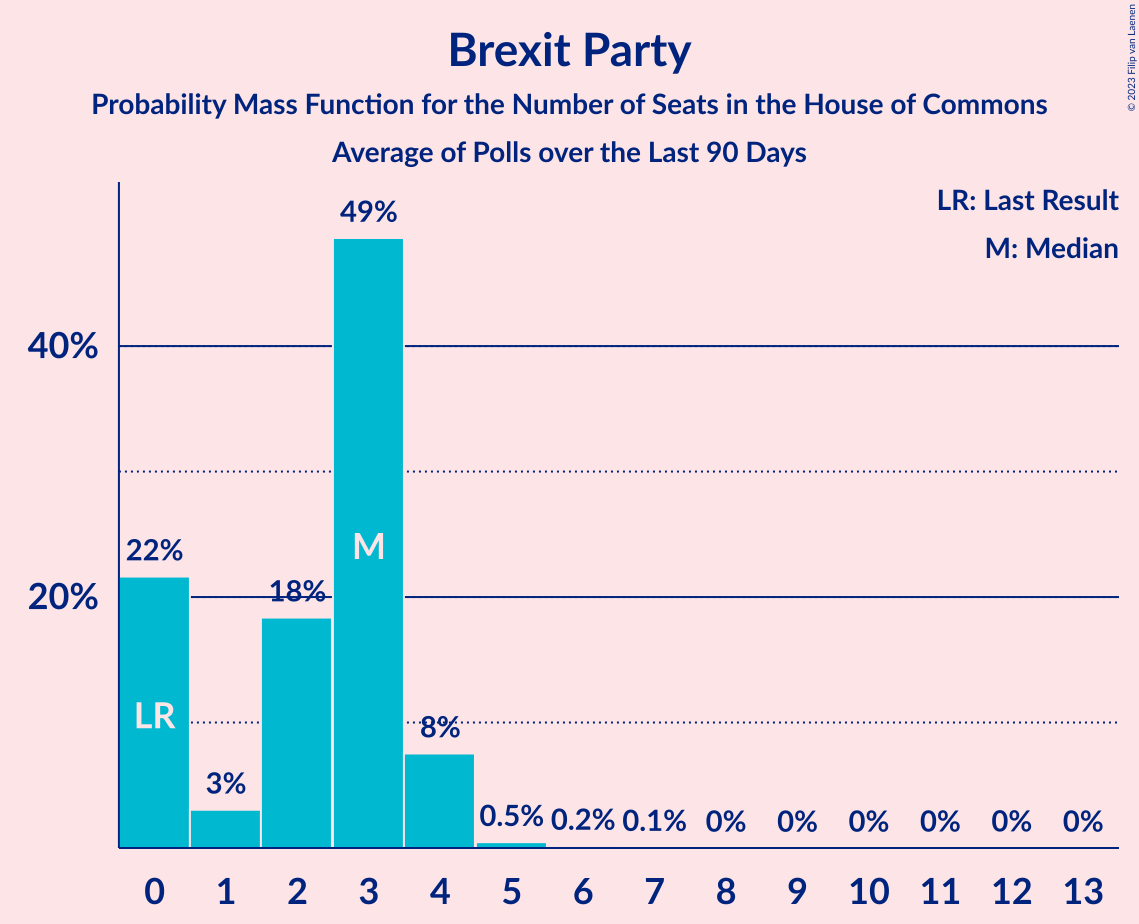 Brexit Party
Probability Mass Function for the Number of Seats in the House of Commons
Average of Polls over the Last 90 Days
© 2023 Filip van Laenen
LR: Last Result
M: Median
49%
40%
M
22%
18%
20%
LR
8%
3%
0.5% 0.2% 0.1% 0% 0% 0% 0% 0% 0%
0 1 2 3 4 5 6 7 8 9 10 11 12 13